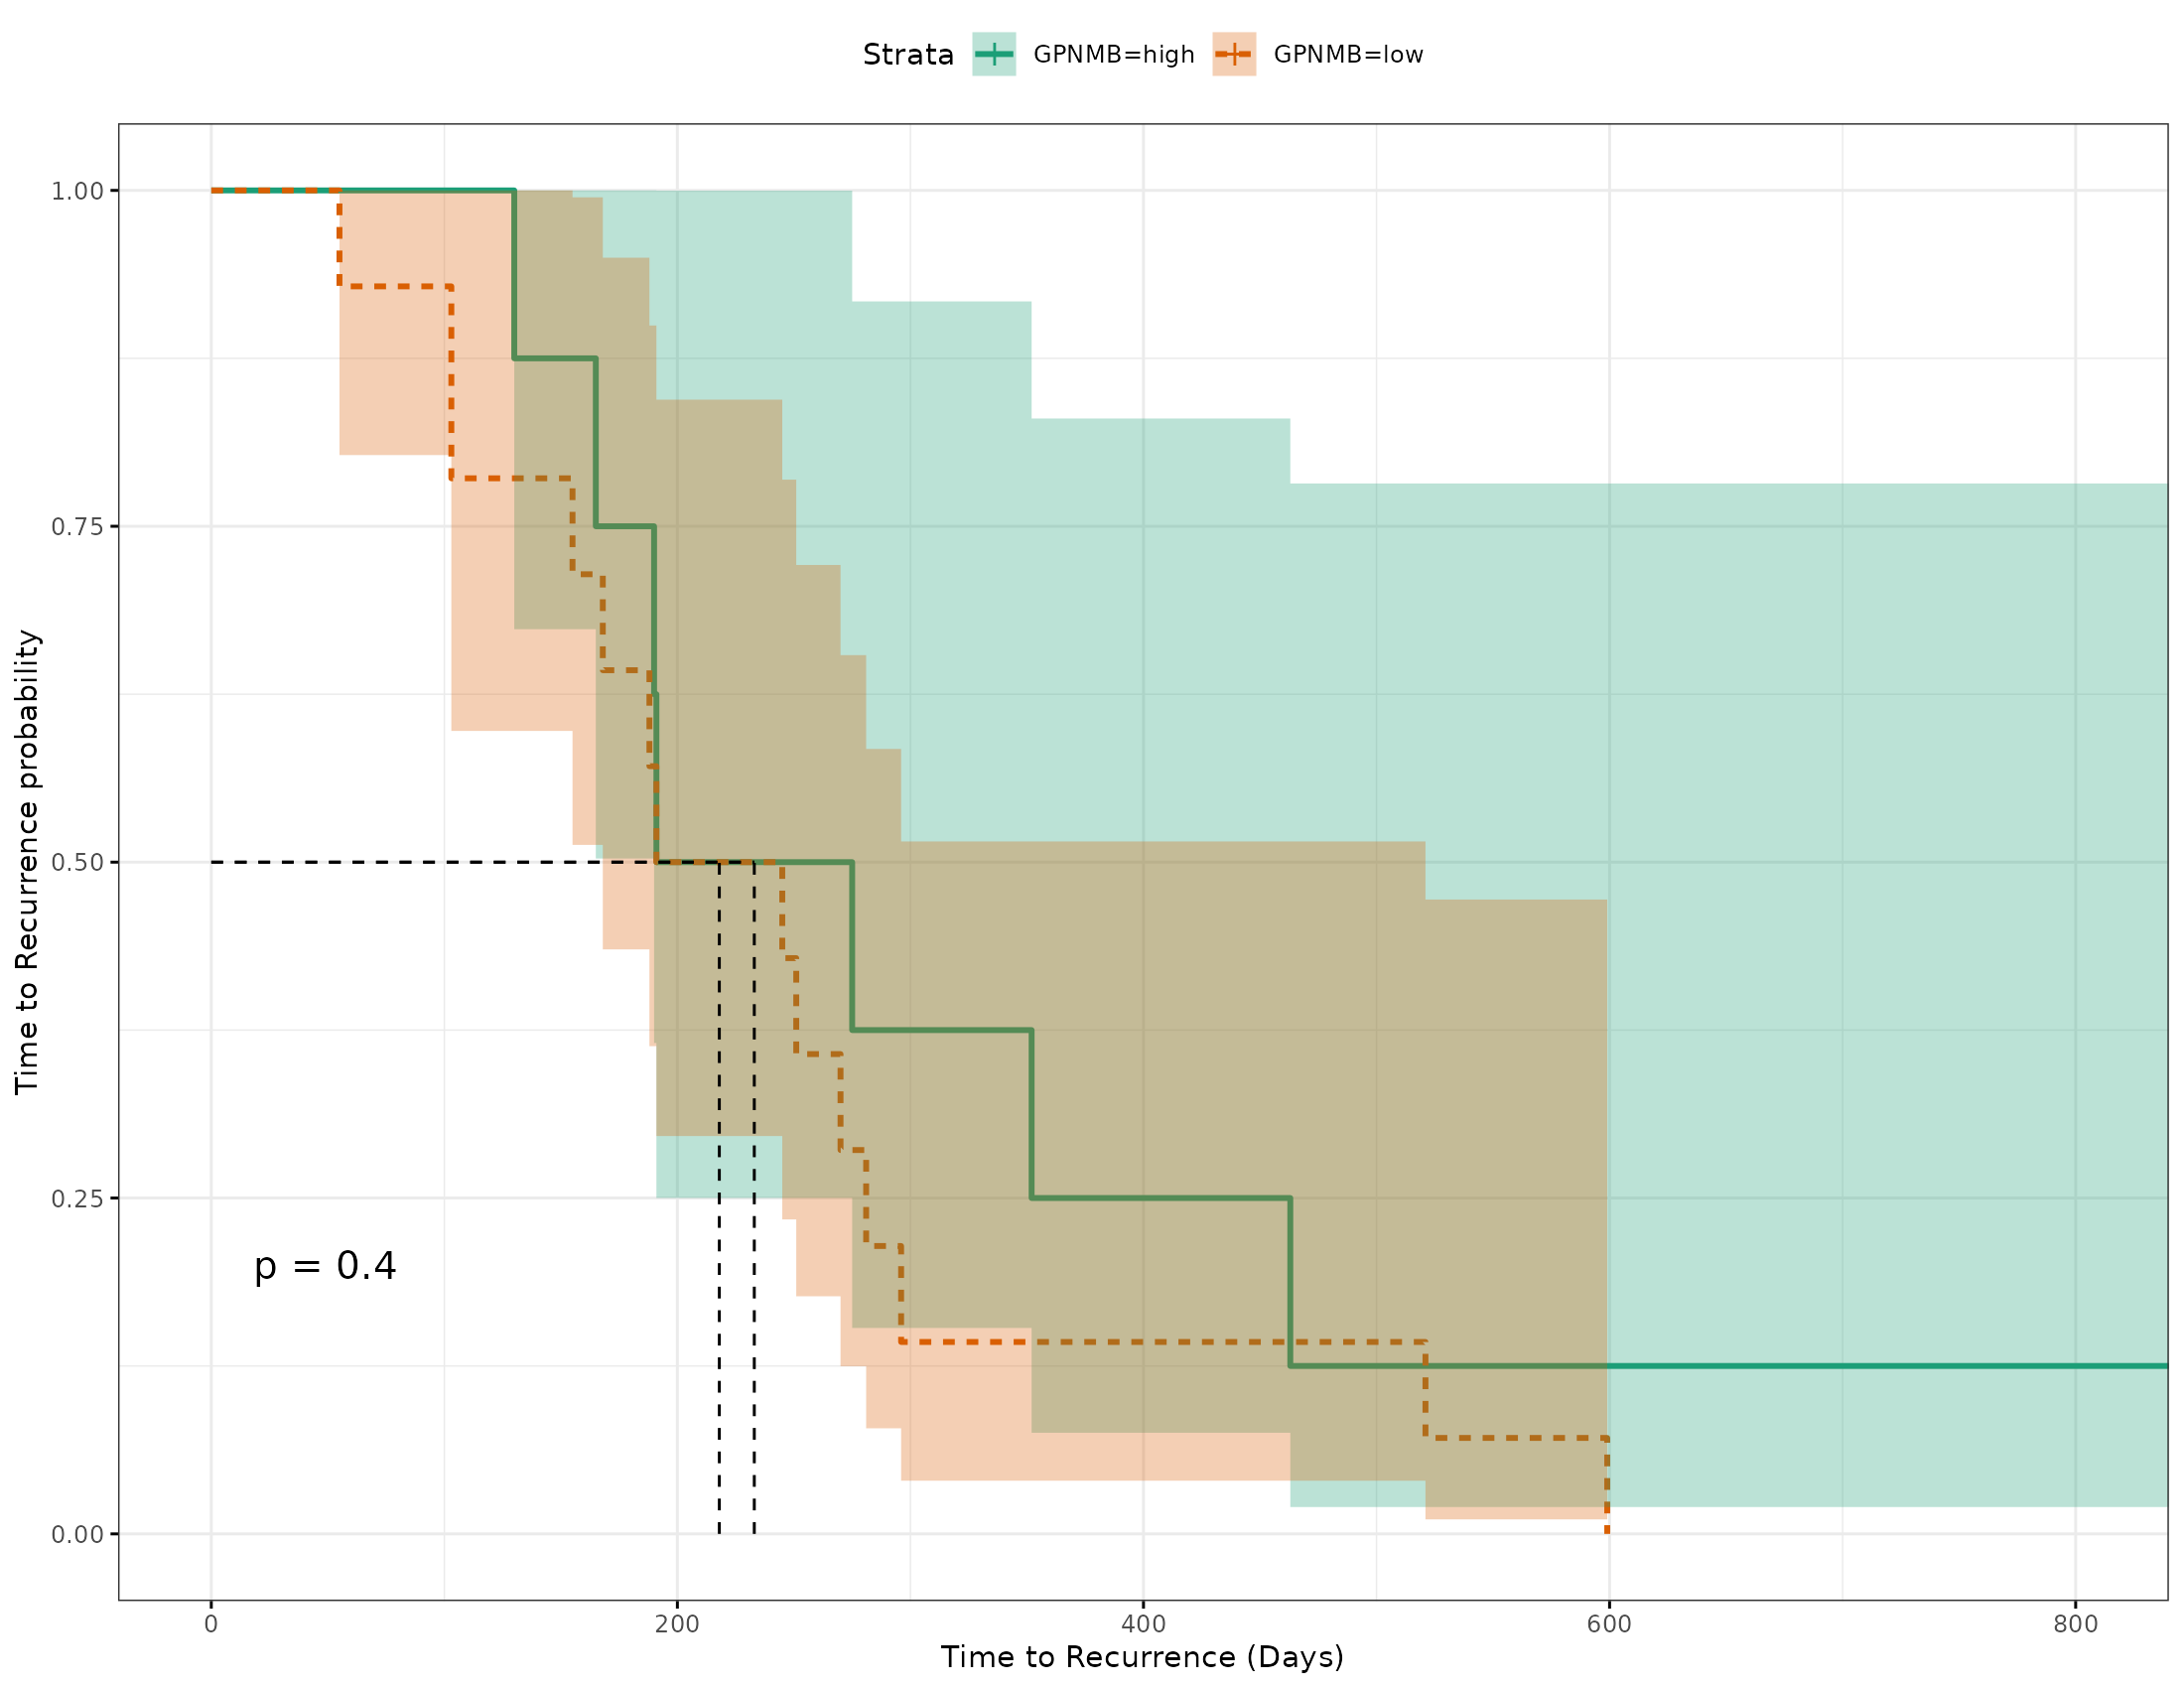 Strata GPNMB=high GPNMB=low
Time to Recurrence probability
1.00
0.75
0.50
0.25
0.00
p = 0.4
0 200 400 600 800
Time to Recurrence (Days)